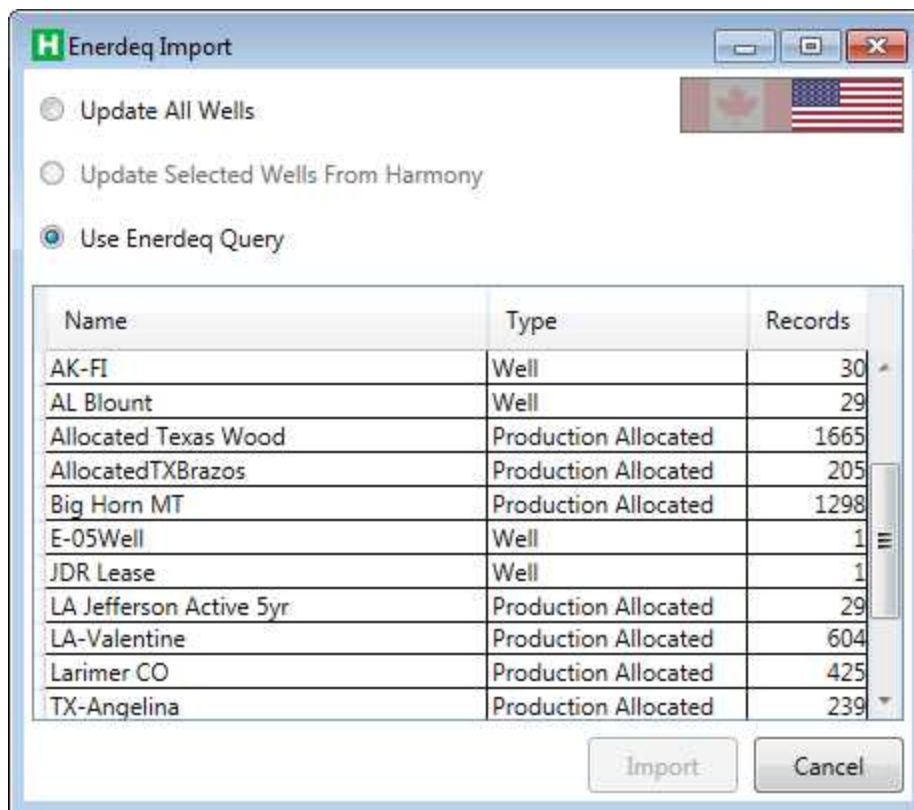 H Enerdeq Import
Update All Wells
Update Selected Wells From Harmony
Use Enerdeq Query
Name Type Records
AK-FI Well 30
AL Blount Well 29
Allocated Texas Wood Production Allocated 1665
AllocatedTXBrazos Production Allocated 205
Big Horn MT Production Allocated 1298
E-05Well Well 1
JDR Lease Well 1
LA Jefferson Active 5yr Production Allocated 29
LA-Valentine Production Allocated 604
Larimer CO Production Allocated 425
TX-Angelina Production Allocated 239
Import Cancel